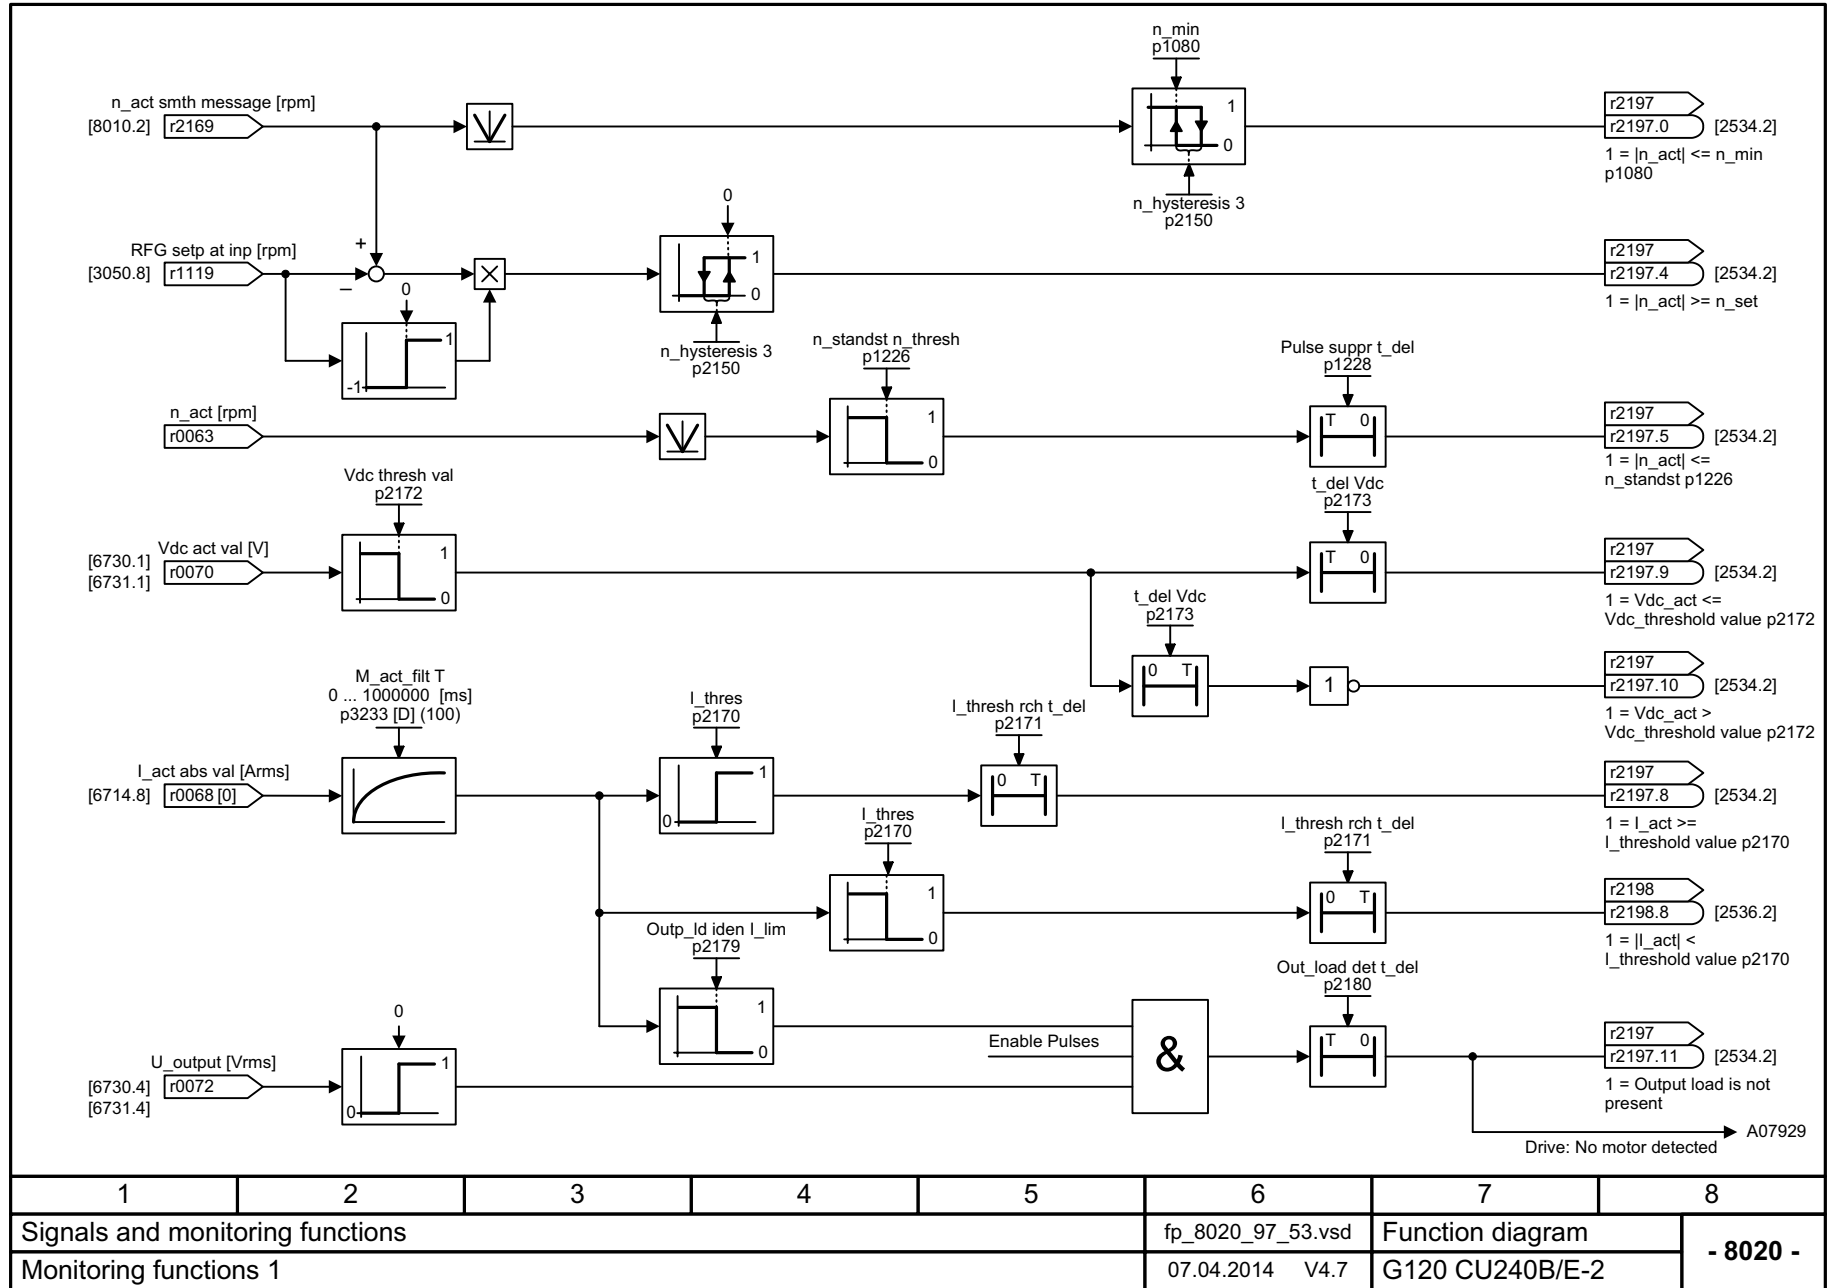 n_min
p1080
n_act smth message [rpm]
[8010.2] r2169
1
0
n_hysteresis 3
p2150
r2197
r2197.0 [2534.2]
1 = |n_act| <= n_min
p1080
RFG setp at inp [rpm]
[3050.8] r1119
+
–
0
1
-1
0
1
0
n_hysteresis 3
p2150
r2197
r2197.4 [2534.2]
1 = |n_act| >= n_set
n_act [rpm]
r0063
n_standst n_thresh
p1226
1
0
Pulse suppr t_del
p1228
T 0
r2197
r2197.5 [2534.2]
1 = |n_act| <=
n_standst p1226
Vdc thresh val
p2172
[6730.1]
[6731.1]
Vdc act val [V]
r0070
1
0
t_del Vdc
p2173
T 0
r2197
r2197.9 [2534.2]
1 = Vdc_act <=
Vdc_threshold value p2172
t_del Vdc
p2173
0 T
1
r2197
r2197.10 [2534.2]
1 = Vdc_act >
Vdc_threshold value p2172
M_act_filt T
0 ... 1000000 [ms]
p3233 [D] (100)
I_act abs val [Arms]
[6714.8] r0068 [0]
I_thres
p2170
1
0
I_thresh rch t_del
p2171
0 T
r2197
r2197.8 [2534.2]
1 = I_act >=
I_threshold value p2170
I_thres
p2170
1
0
I_thresh rch t_del
p2171
0 T
r2198
r2198.8 [2536.2]
1 = |I_act| <
I_threshold value p2170
Outp_ld iden I_lim
p2179
1
0
Enable Pulses
&
Out_load det t_del
p2180
T 0
r2197
r2197.11 [2534.2]
1 = Output load is not
present
0
U_output [Vrms]
[6730.4]
[6731.4]
r0072
1
0
A07929
Drive: No motor detected
1 2 3 4 5 6 7 8
Signals and monitoring functions
fp_8020_97_53.vsd
Function diagram
- 8020 -
Monitoring functions 1
07.04.2014 V4.7
G120 CU240B/E-2